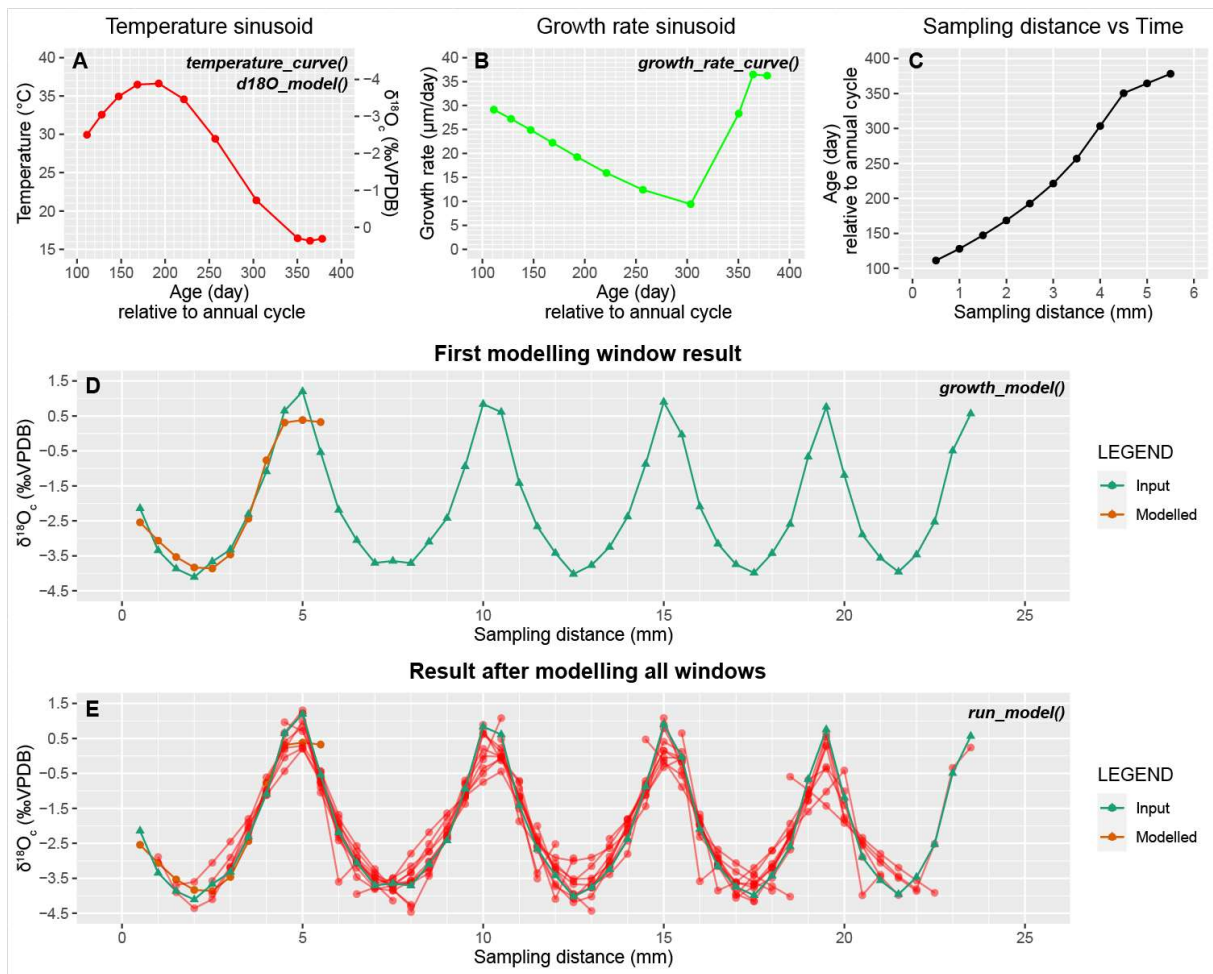 Temperature sinusoid
A
temperature_curve()
d18O_model()
Temperature (°C)
40
35
30
25
20
15
δ¹⁸O꜀ (‰VPDB)
−4
−3
−2
−1
0
100 150 200 250 300 350 400
Age (day)
relative to annual cycle
Growth rate sinusoid
B
growth_rate_curve()
Growth rate (µm/day)
40
35
30
25
20
15
10
5
0
100 150 200 250 300 350 400
Age (day)
relative to annual cycle
Sampling distance vs Time
C
Age (day)
relative to annual cycle
400
350
300
250
200
150
100
0 1 2 3 4 5 6
Sampling distance (mm)
First modelling window result
D
growth_model()
δ¹⁸O꜀ (‰VPDB)
1.5
0.5
−0.5
−1.5
−2.5
−3.5
−4.5
0 5 10 15 20 25
Sampling distance (mm)
LEGEND
Input
Modelled
Result after modelling all windows
E
run_model()
δ¹⁸O꜀ (‰VPDB)
1.5
0.5
−0.5
−1.5
−2.5
−3.5
−4.5
0 5 10 15 20 25
Sampling distance (mm)
LEGEND
Input
Modelled